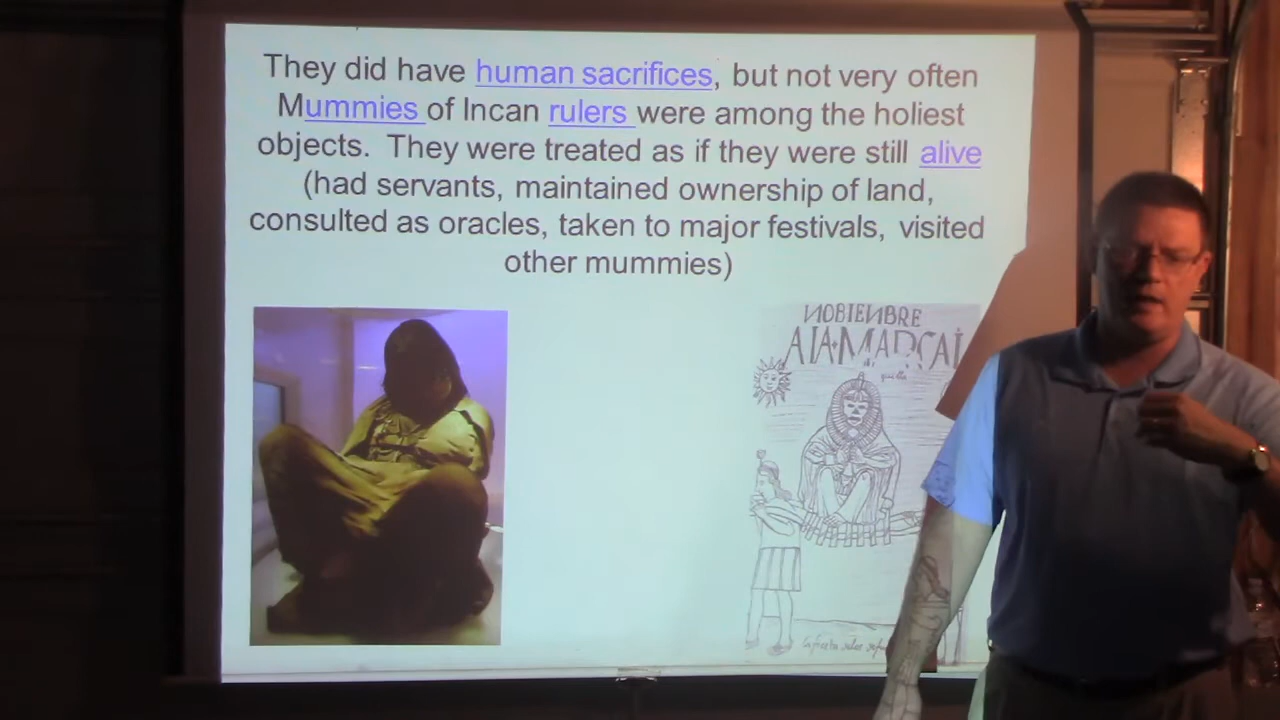 They did have human sacrifices, but not very often
Mummies of Incan rulers were among the holiest
objects. They were treated as if they were still alive
(had servants, maintained ownership of land,
consulted as oracles, taken to major festivals, visited
other mummies)
NOBIENBRE
AIA·MARCAI